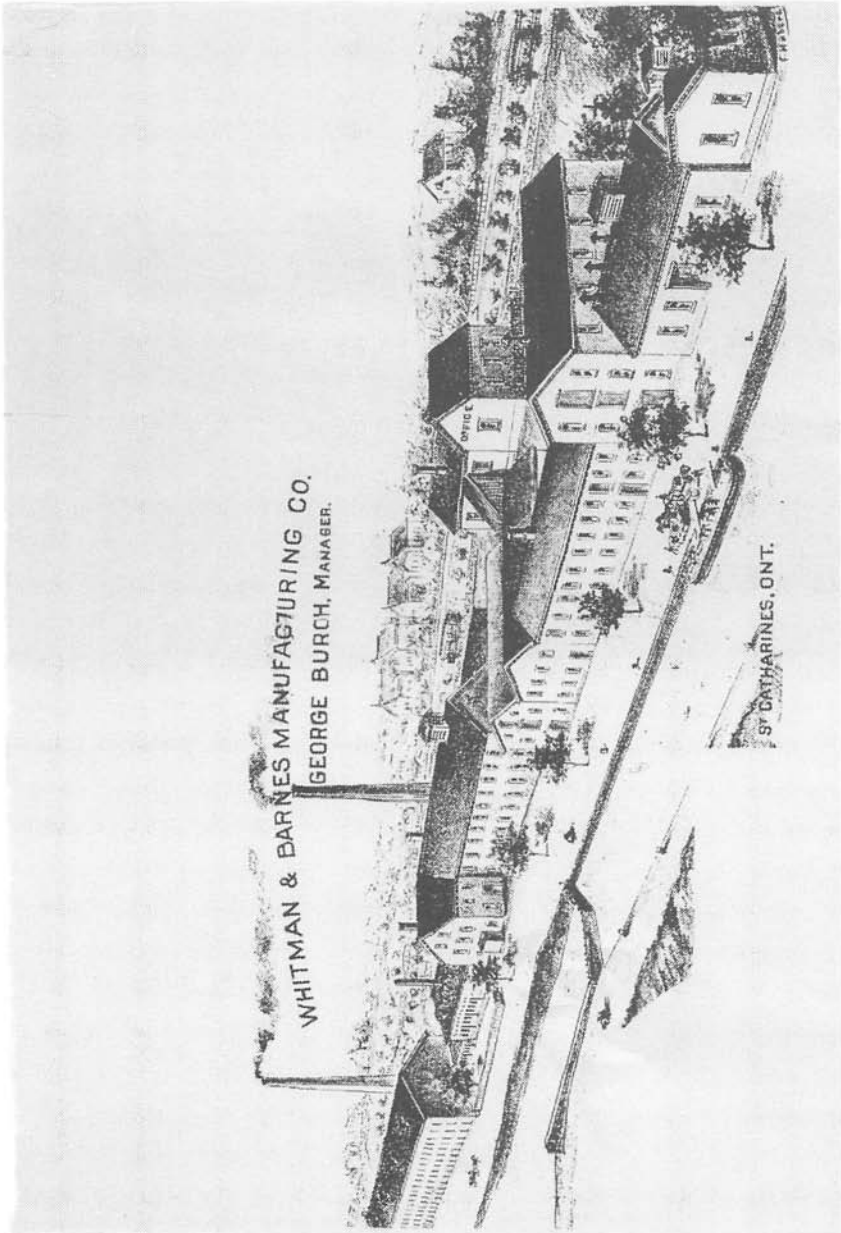 WHITMAN & BARNES MANUFACTURING CO.
GEORGE BURCH, MANAGER.
OFFICE
ST CATHARINES, ONT.